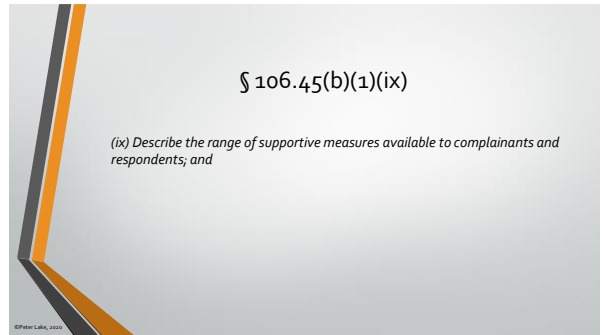 § 106.45(b)(1)(ix)
(ix) Describe the range of supportive measures available to complainants and
respondents; and
©Peter Lake, 2020